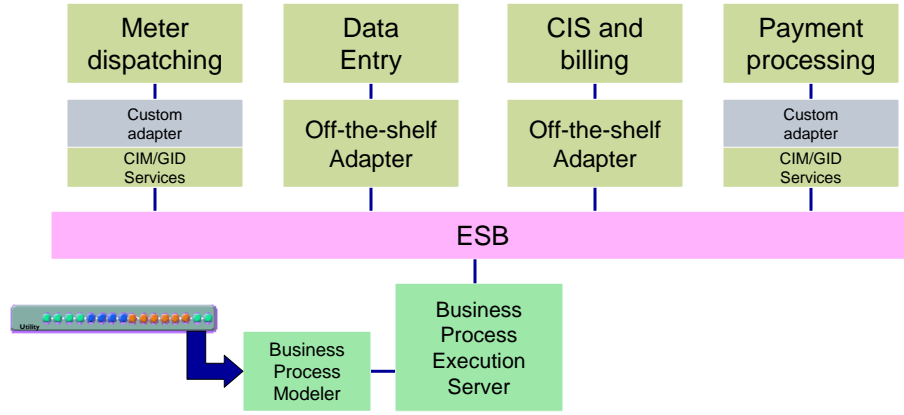 Meter
dispatching
Data
Entry
CIS and
billing
Payment
processing
Custom
adapter
CIM/GID
Services
Off-the-shelf
Adapter
Off-the-shelf
Adapter
Custom
adapter
CIM/GID
Services
ESB
Utility
Business
Process
Modeler
Business
Process
Execution
Server